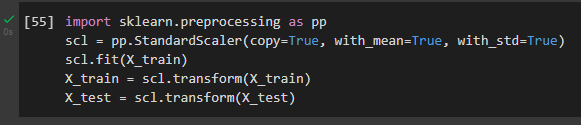 [55] import sklearn.preprocessing as pp
scl = pp.StandardScaler(copy=True, with_mean=True, with_std=True)
scl.fit(X_train)
X_train = scl.transform(X_train)
X_test = scl.transform(X_test)
0s